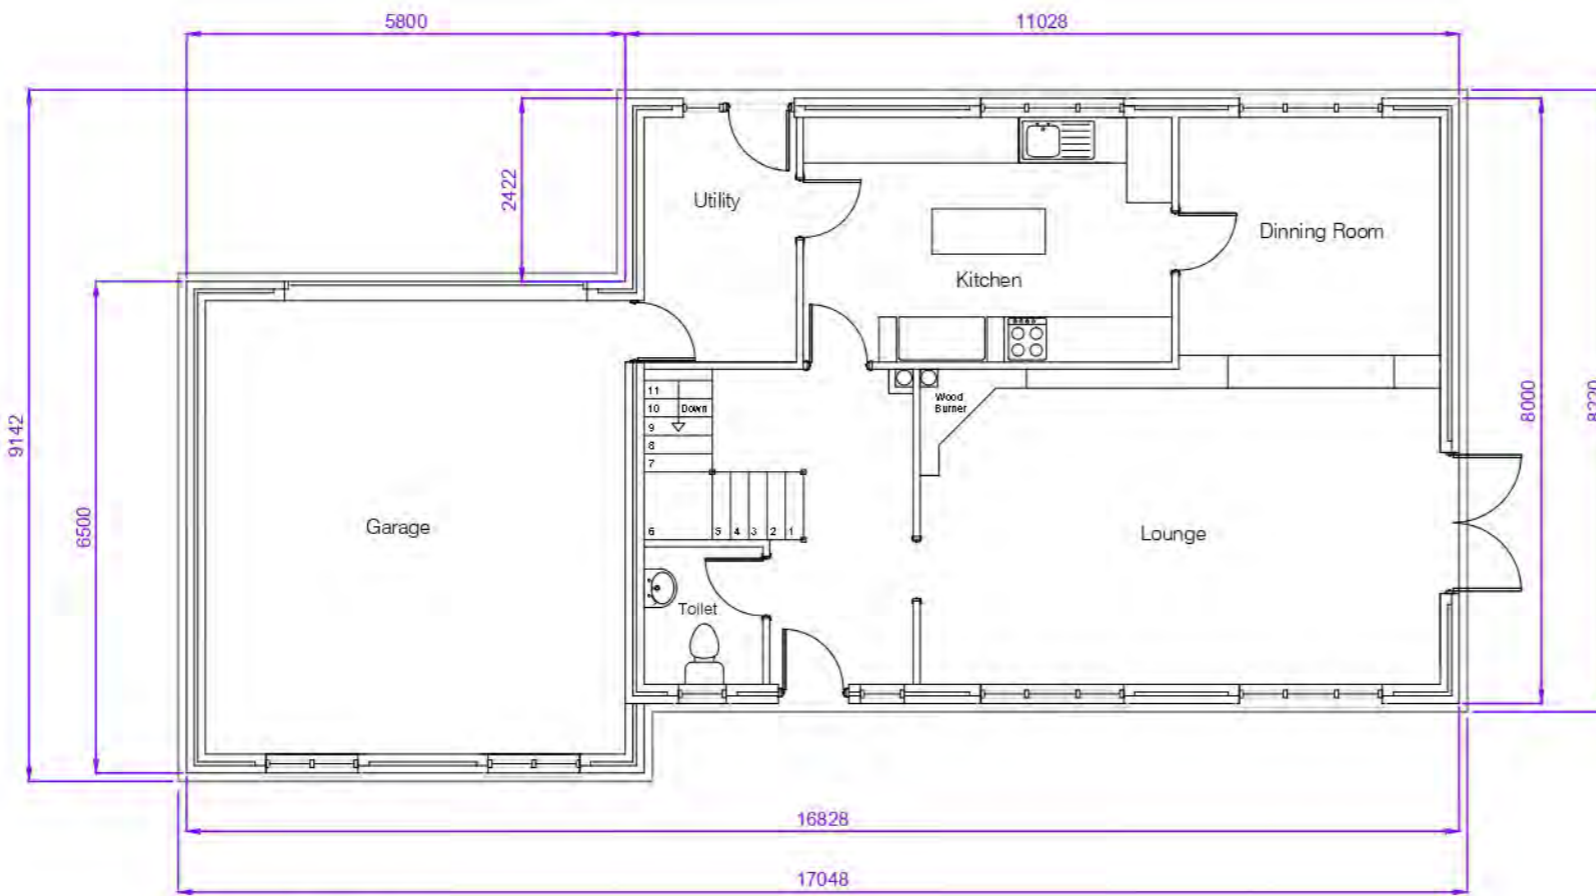 5800
11028
2422
Utility
Dinning Room
Kitchen
9142
6500
8000
11
10 Down
9
8
7
6 5 4 3 2 1
Wood
Burner
Garage
Lounge
Toilet
16828
17048